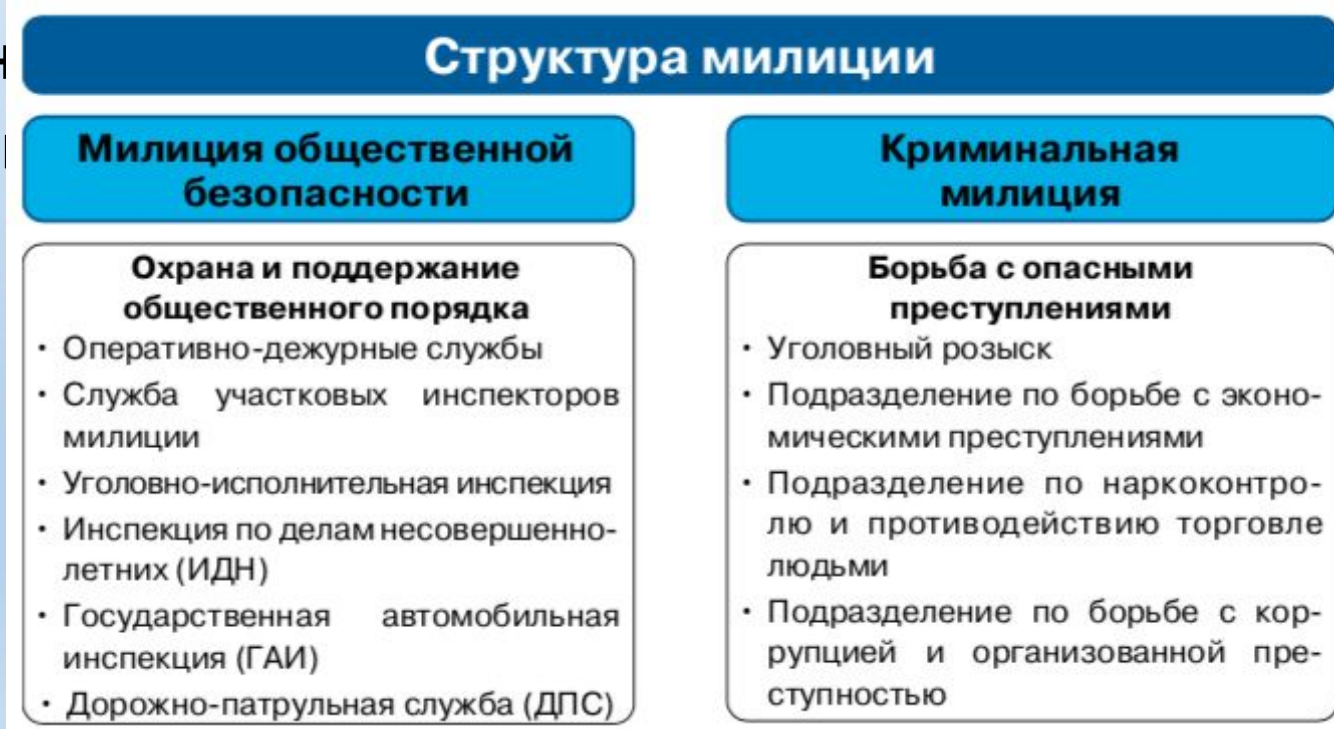 Структура милиции
Милиция общественной
безопасности
Охрана и поддержание
общественного порядка
· Оперативно-дежурные службы
· Служба участковых инспекторов
милиции
· Уголовно-исполнительная инспекция
· Инспекция по делам несовершенно-
летних (ИДН)
· Государственная автомобильная
инспекция (ГАИ)
· Дорожно-патрульная служба (ДПС)
Криминальная
милиция
Борьба с опасными
преступлениями
· Уголовный розыск
· Подразделение по борьбе с эконо-
мическими преступлениями
· Подразделение по наркоконтро-
лю и противодействию торговле
людьми
· Подразделение по борьбе с кор-
рупцией и организованной пре-
ступностью